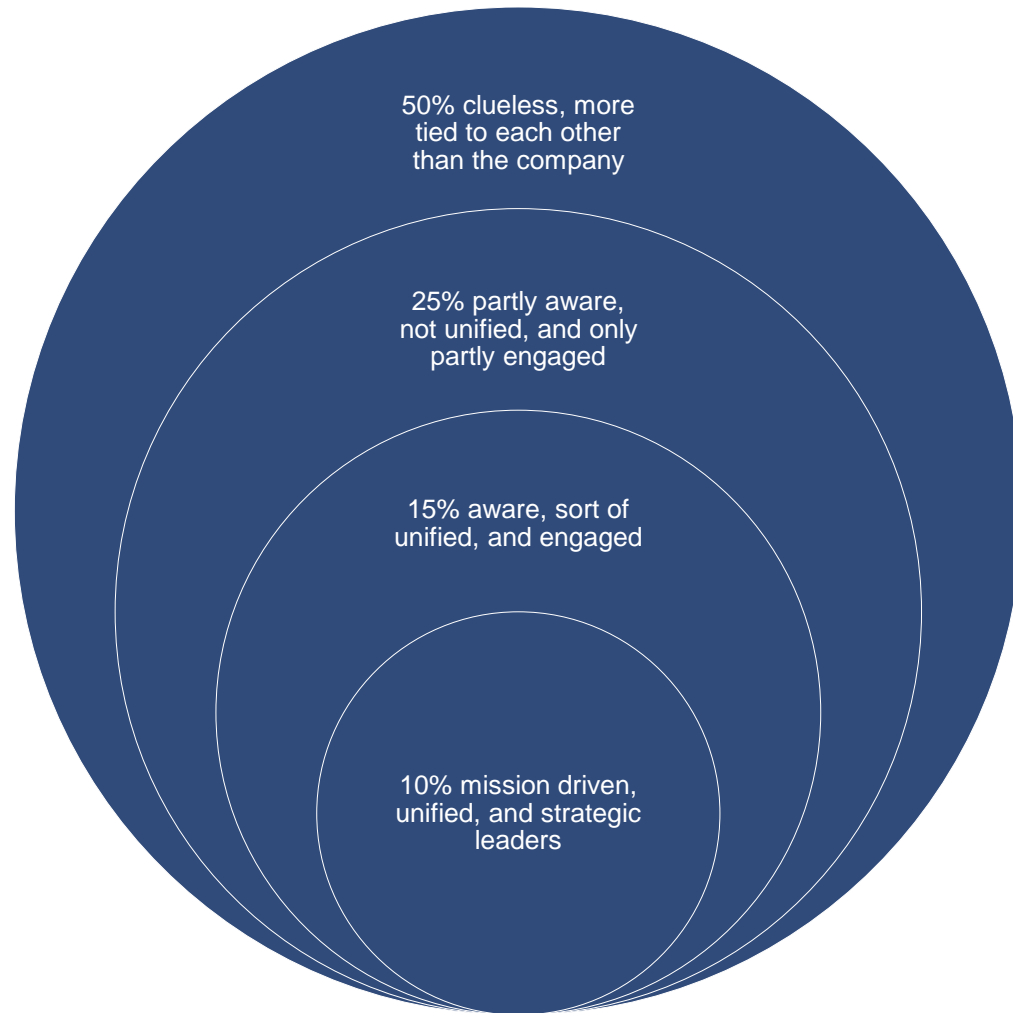 50% clueless, more
tied to each other
than the company
25% partly aware,
not unified, and only
partly engaged
15% aware, sort of
unified, and engaged
10% mission driven,
unified, and strategic
leaders